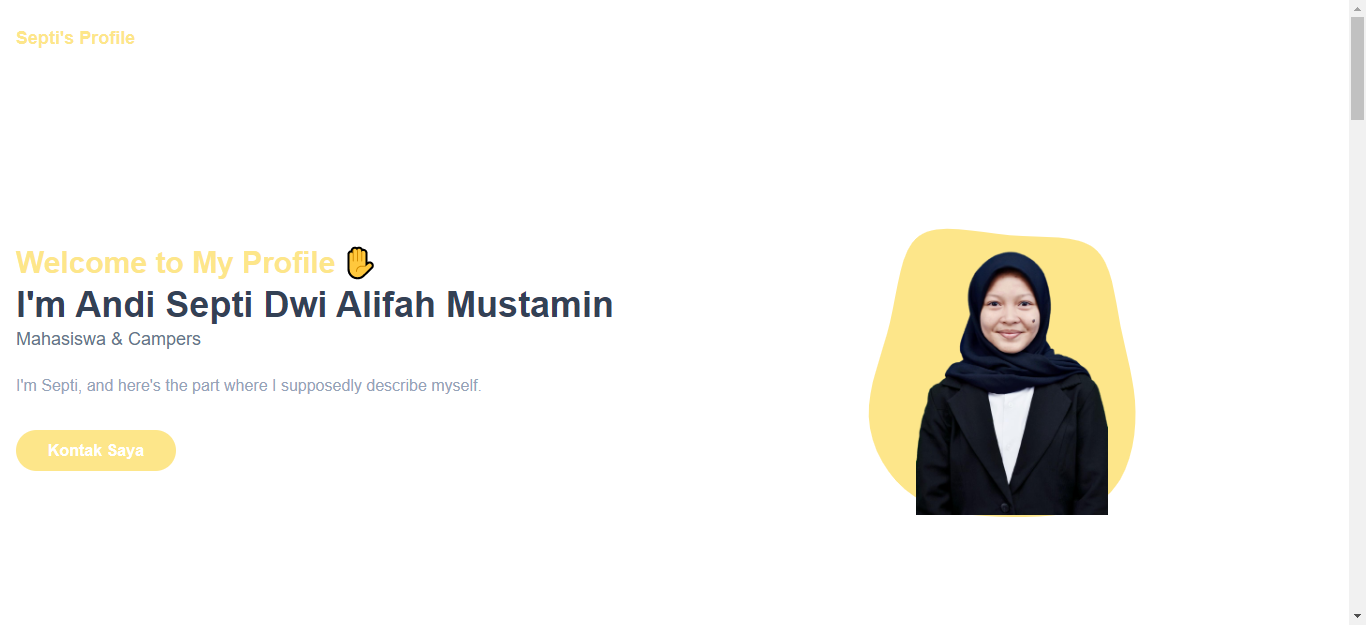 Septi's Profile
Welcome to My Profile ✋
I'm Andi Septi Dwi Alifah Mustamin
Mahasiswa & Campers
I'm Septi, and here's the part where I supposedly describe myself.
Kontak Saya